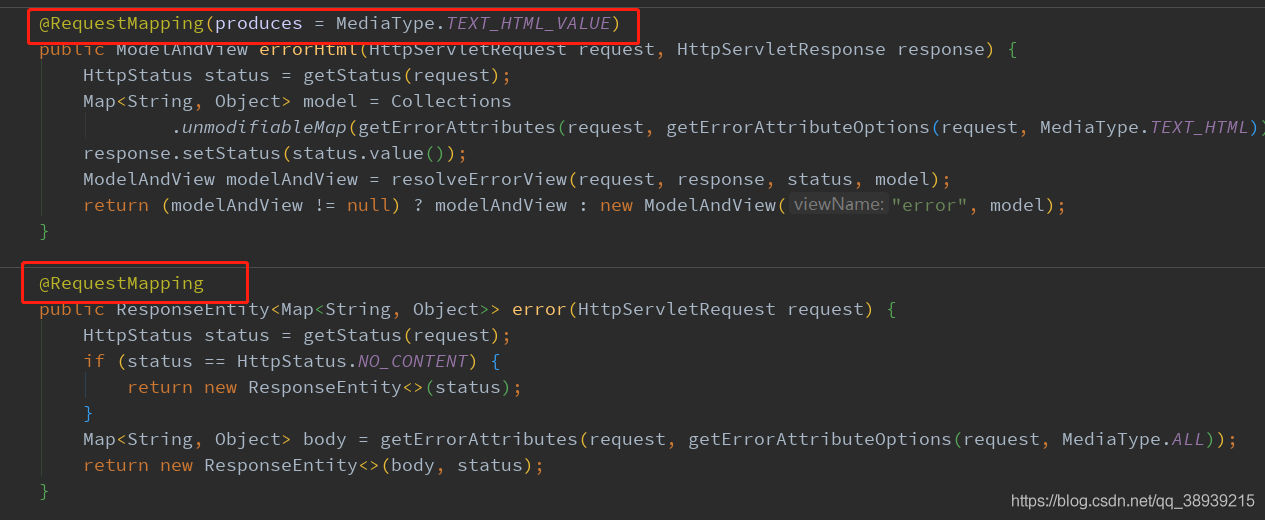 @RequestMapping(produces = MediaType.TEXT_HTML_VALUE)
public ModelAndView errorHtml(HttpServletRequest request, HttpServletResponse response) {
HttpStatus status = getStatus(request);
Map<String, Object> model = Collections
.unmodifiableMap(getErrorAttributes(request, getErrorAttributeOptions(request, MediaType.TEXT_HTML))
response.setStatus(status.value());
ModelAndView modelAndView = resolveErrorView(request, response, status, model);
return (modelAndView != null) ? modelAndView : new ModelAndView( viewName: "error", model);
}
@RequestMapping
public ResponseEntity<Map<String, Object>> error(HttpServletRequest request) {
HttpStatus status = getStatus(request);
if (status == HttpStatus.NO_CONTENT) {
return new ResponseEntity<>(status);
}
Map<String, Object> body = getErrorAttributes(request, getErrorAttributeOptions(request, MediaType.ALL));
return new ResponseEntity<>(body, status);
}
https://blog.csdn.net/qq_38939215